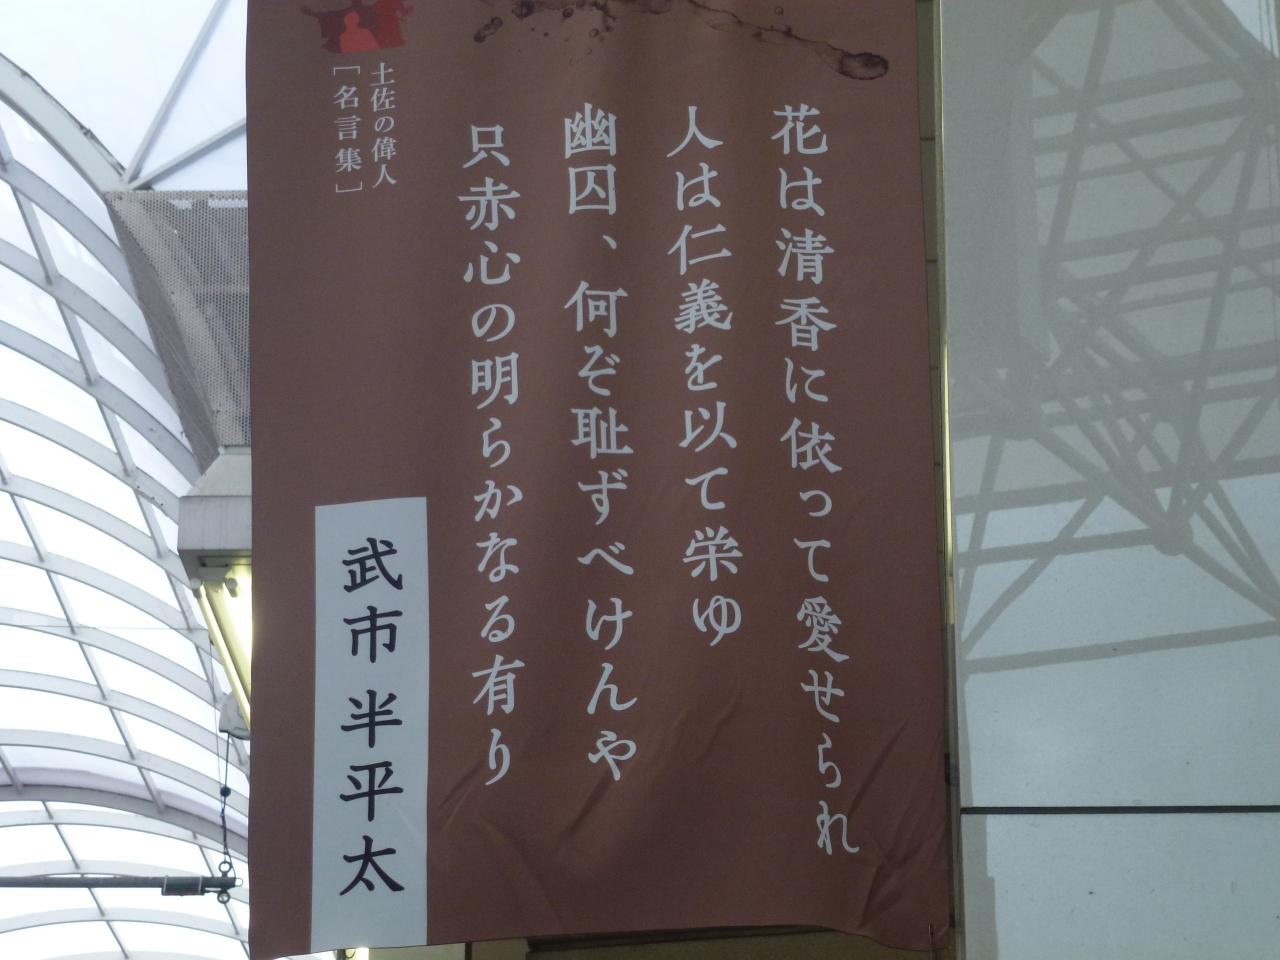 花は清香に依って愛せられ
人は仁義を以て栄ゆ
幽囚、何ぞ恥ずべけんや
只赤心の明らかなる有り
土佐の偉人
［名言集］
武市 半平太